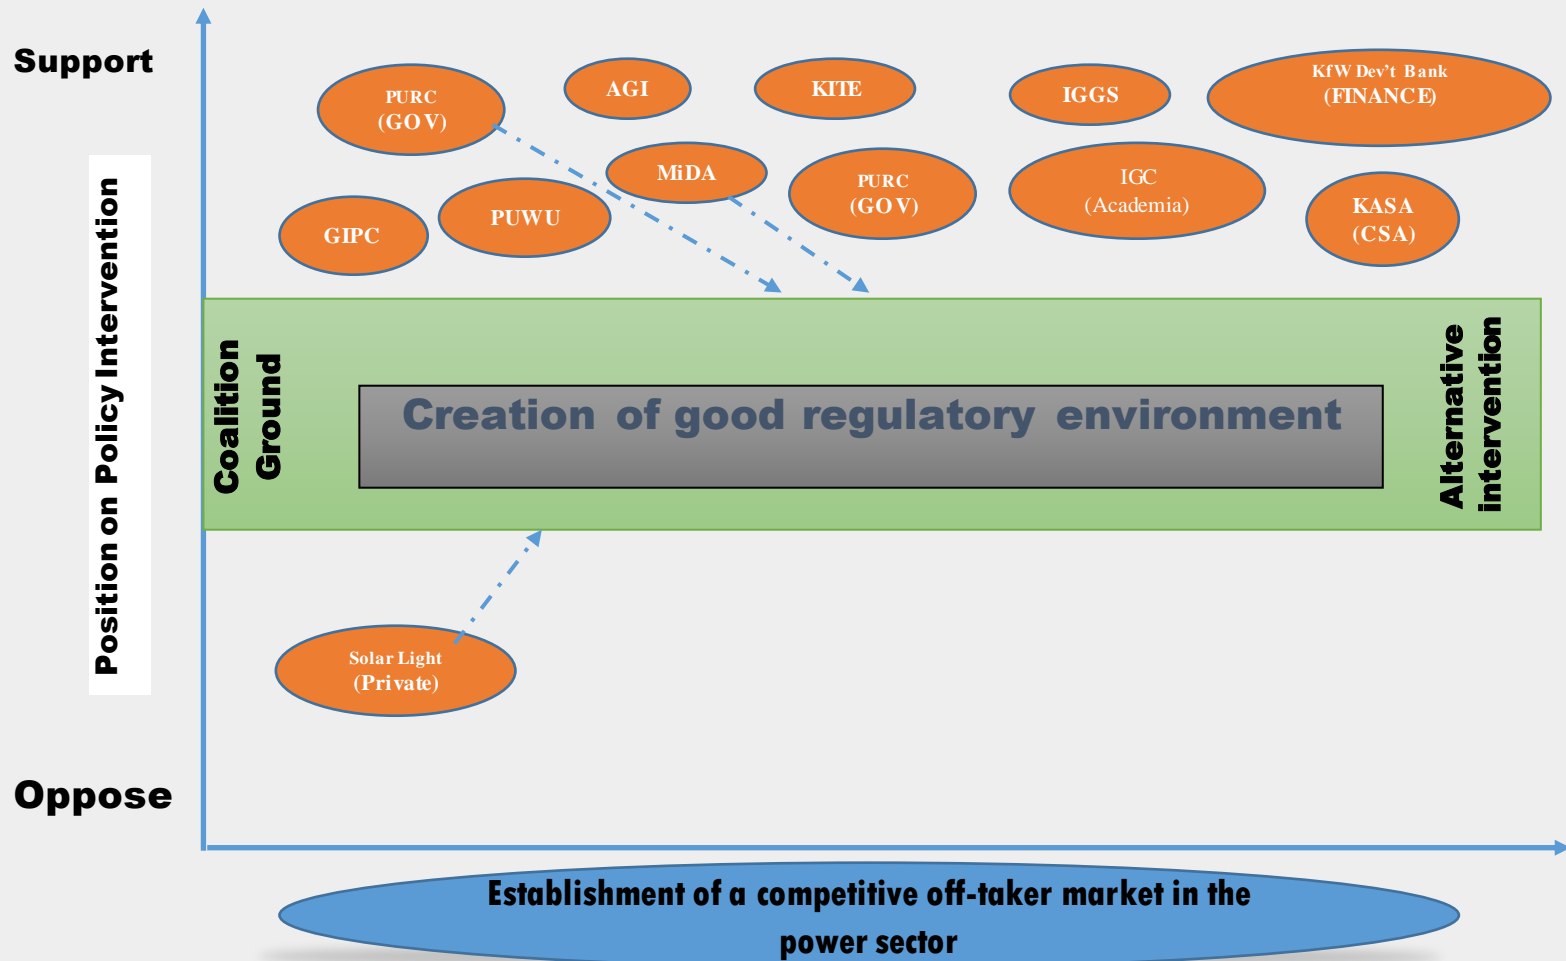 Support
PURC
(GOV)
AGI
KITE
IGGS
KfW Dev't Bank
(FINANCE)
MiDA
PURC
(GOV)
IGC
(Academia)
KASA
(CSA)
GIPC
PUWU
Position on Policy Intervention
Coalition
Ground
Creation of good regulatory environment
Alternative
intervention
Solar Light
(Private)
Oppose
Establishment of a competitive off-taker market in the
power sector